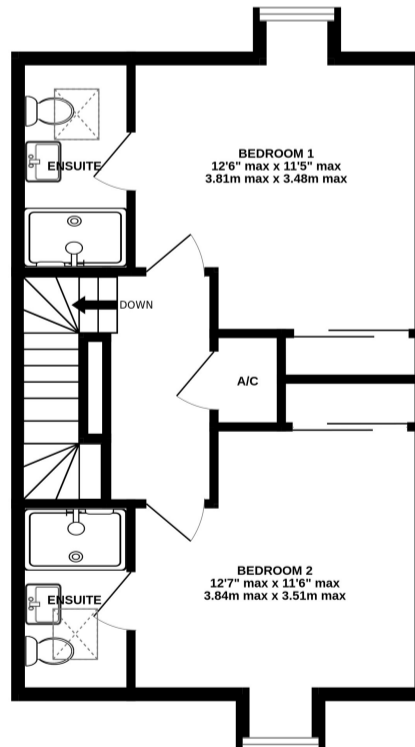 ENSUITE
BEDROOM 1
12'6" max x 11'5" max
3.81m max x 3.48m max
DOWN
A/C
ENSUITE
BEDROOM 2
12'7" max x 11'6" max
3.84m max x 3.51m max